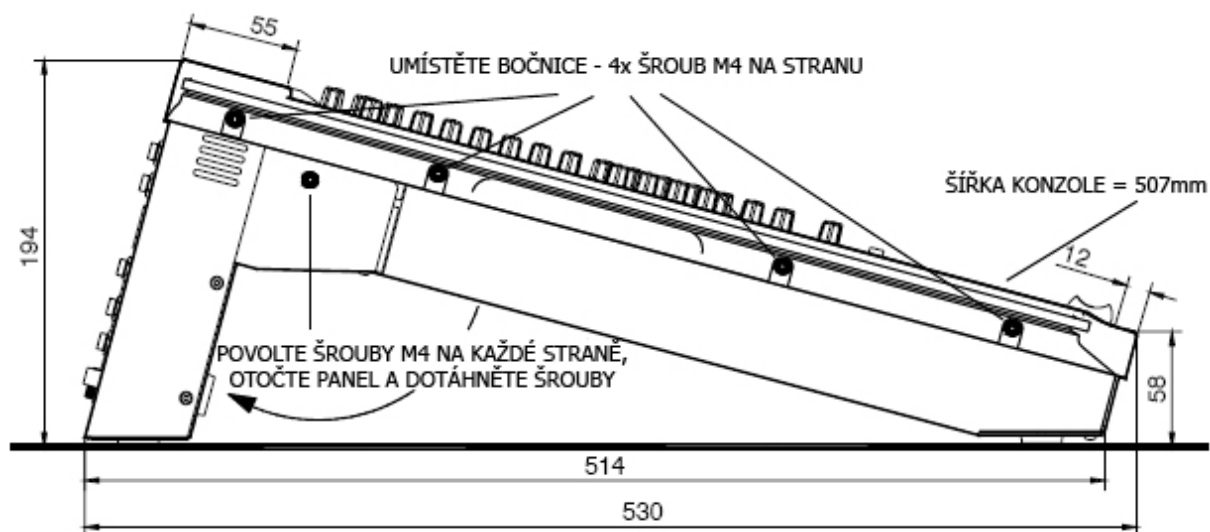 55
UMÍSTĚTE BOČNICE - 4x ŠROUB M4 NA STRANU
ŠÍŘKA KONZOLE = 507mm
194
12
POVOLTE ŠROUBY M4 NA KAŽDÉ STRANĚ,
OTOČTE PANEL A DOTÁHNĚTE ŠROUBY
58
514
530